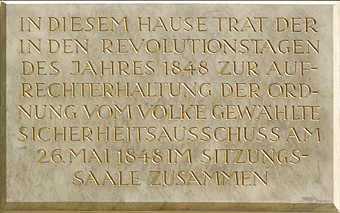 IN DIESEM HAUSE TRAT DER
IN DEN REVOLUTIONSTAGEN
DES JAHRES 1848 ZUR AUF-
RECHTERHALTUNG DER ORD-
NUNG VOM VOLKE GEWÄHLTE
SICHERHEITSAUSSCHUSS AM
26. MAI 1848 IM SITZUNGS-
SAALE ZUSAMMEN